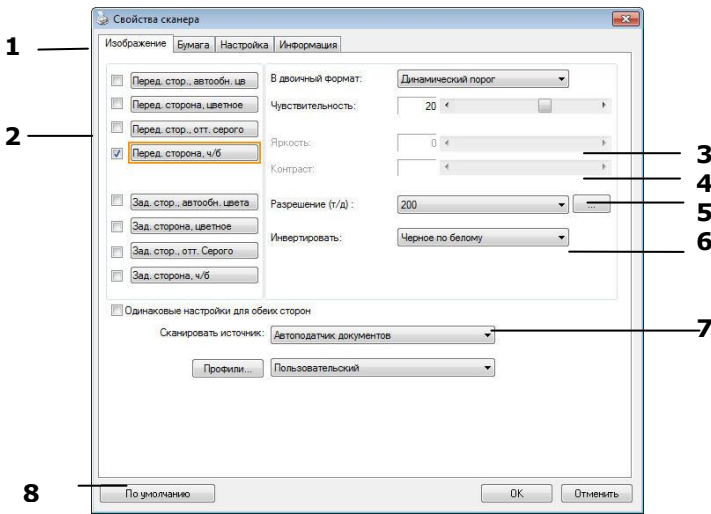 Свойства сканера
1
Изображение Бумага Настройка Информация
2
Перед. стор., автообн. цв
Перед. сторона, цветное
Перед. стор., отт. серого
Перед. сторона, ч/б
Зад. стор., автообн. цвета
Зад. сторона, цветное
Зад. стор., отт. Серого
Зад. сторона, ч/б
В двоичный формат: Динамический порог
Чувствительность: 20
Яркость: 0
3
Контраст:
4
Разрешение (т/д) : 200 ...
5
Инвертировать: Черное по белому
6
Одинаковые настройки для обеих сторон
Сканировать источник: Автоподатчик документов
7
Профили... Пользовательский
8
По умолчанию OK Отменить